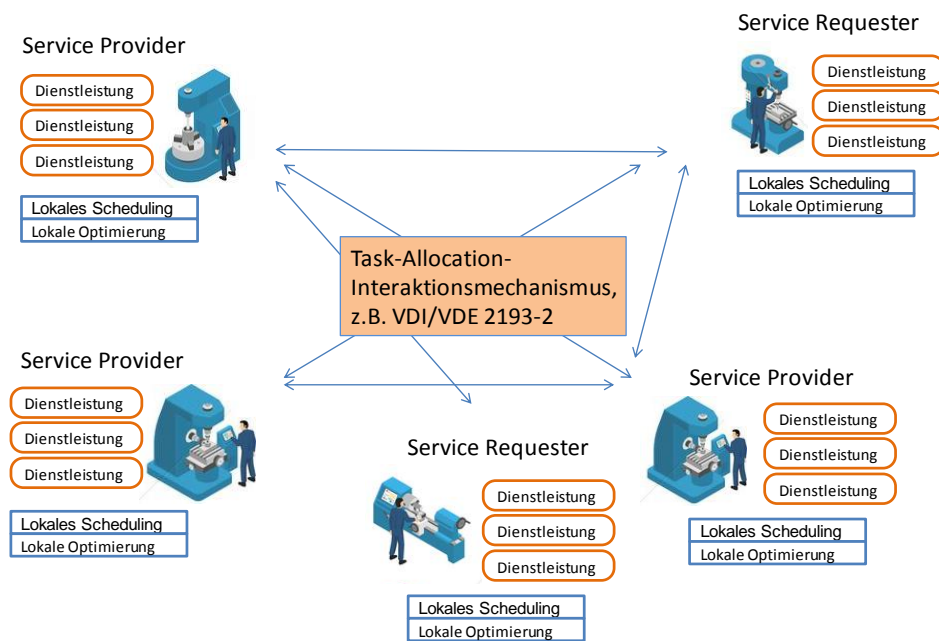 Service Provider
Dienstleistung
Dienstleistung
Dienstleistung
Lokales Scheduling
Lokale Optimierung
Service Requester
Dienstleistung
Dienstleistung
Dienstleistung
Lokales Scheduling
Lokale Optimierung
Task-Allocation-
Interaktionsmechanismus,
z.B. VDI/VDE 2193-2
Service Provider
Dienstleistung
Dienstleistung
Dienstleistung
Lokales Scheduling
Lokale Optimierung
Service Requester
Dienstleistung
Dienstleistung
Dienstleistung
Lokales Scheduling
Lokale Optimierung
Service Provider
Dienstleistung
Dienstleistung
Dienstleistung
Lokales Scheduling
Lokale Optimierung